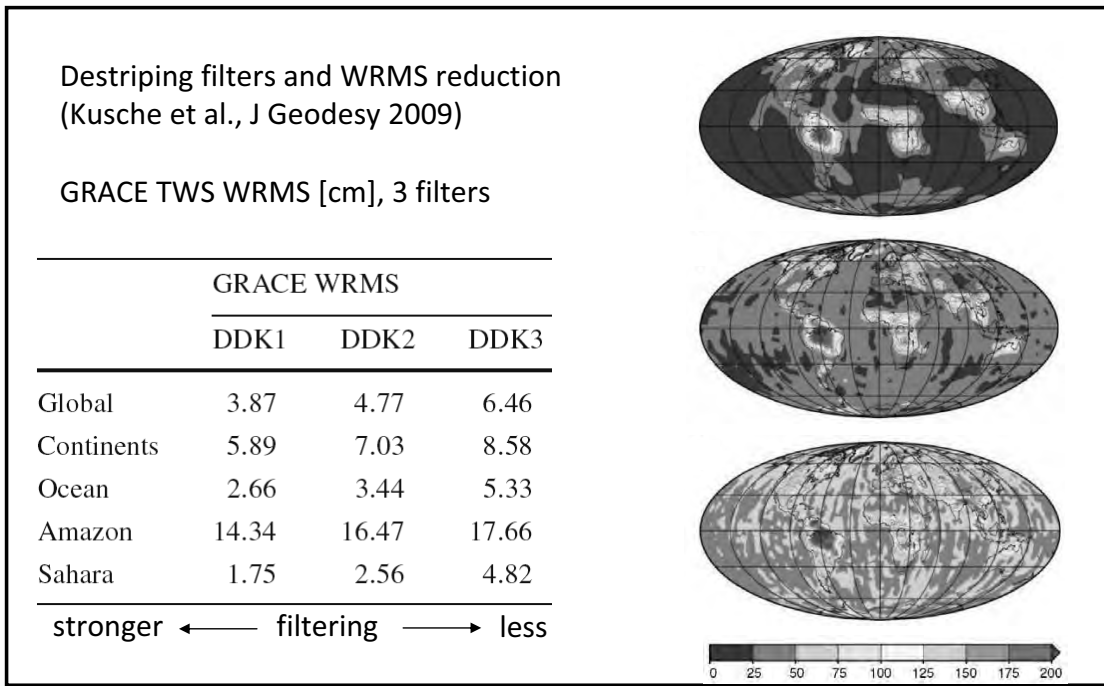 Destriping filters and WRMS reduction
(Kusche et al., J Geodesy 2009)
GRACE TWS WRMS [cm], 3 filters
GRACE WRMS
DDK1 DDK2 DDK3
Global 3.87 4.77 6.46
Continents 5.89 7.03 8.58
Ocean 2.66 3.44 5.33
Amazon 14.34 16.47 17.66
Sahara 1.75 2.56 4.82
stronger ← filtering → less
0 25 50 75 100 125 150 175 200